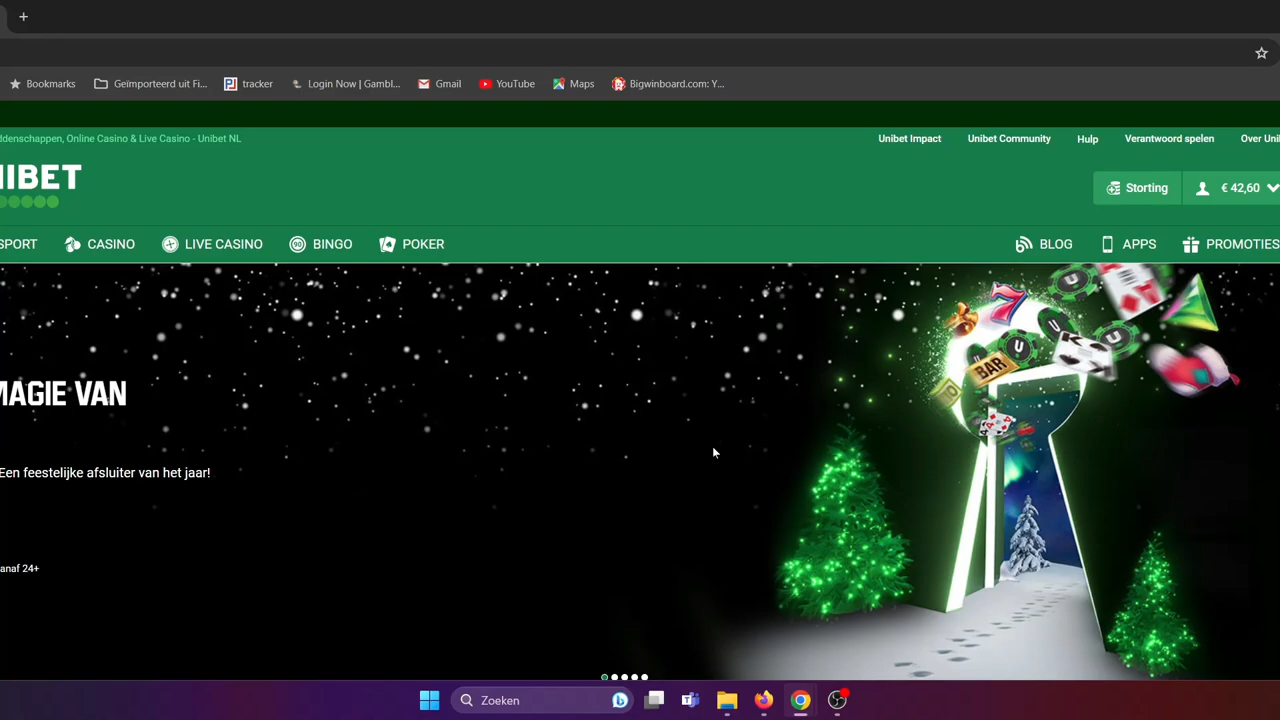 Bookmarks Geïmporteerd uit Fi... tracker Login Now | Gambl... Gmail YouTube Maps Bigwinboard.com: Y...
ddenschappen, Online Casino & Live Casino - Unibet NL Unibet Impact Unibet Community Hulp Verantwoord spelen Over Uni
NIBET
Storting € 42,60
SPORT CASINO LIVE CASINO BINGO POKER BLOG APPS PROMOTIES
MAGIE VAN
Een feestelijke afsluiter van het jaar!
anaf 24+
BAR
Zoeken